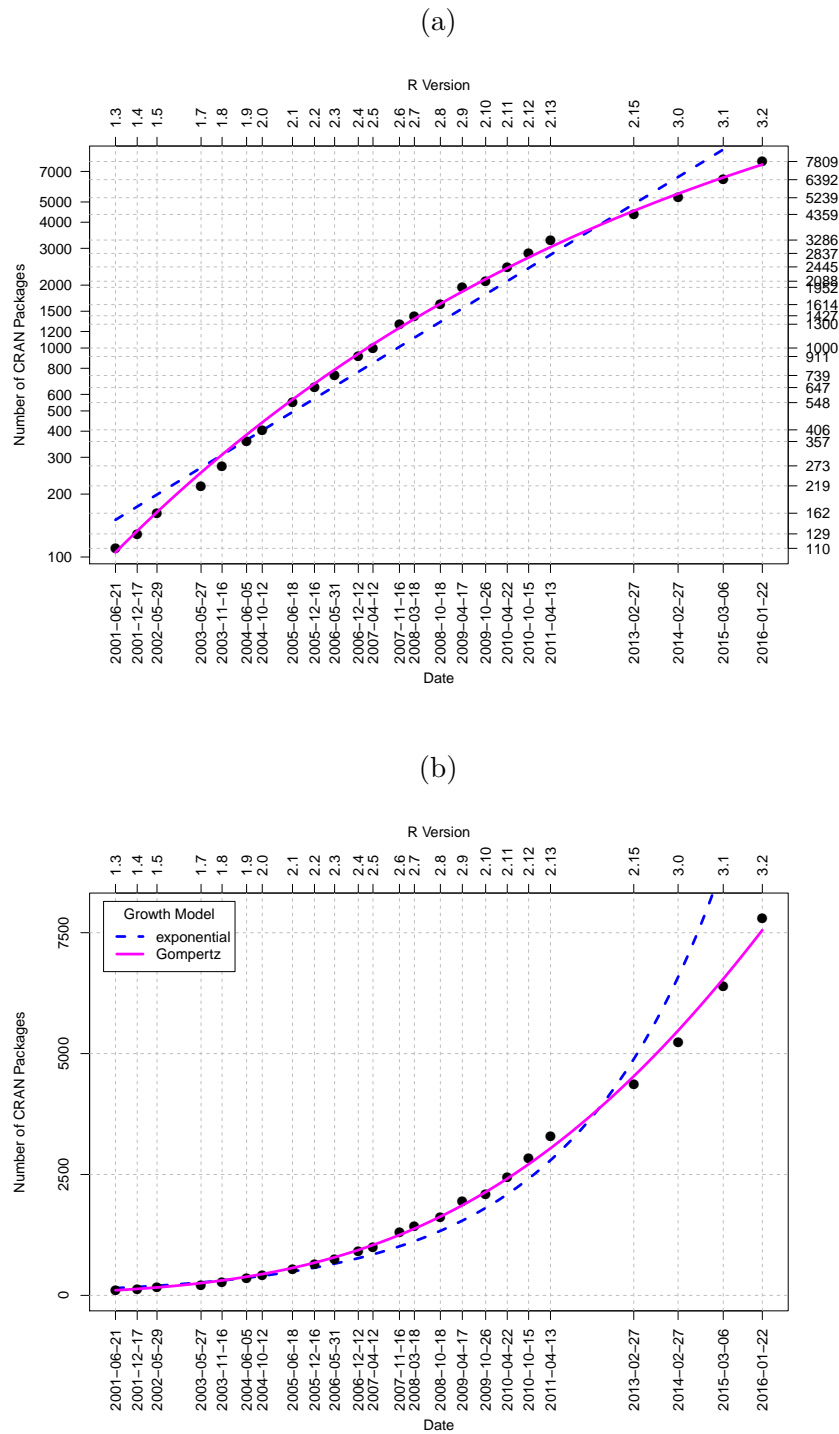 (a)
R Version
1.3 1.4 1.5 1.7 1.8 1.9 2.0 2.1 2.2 2.3 2.4 2.5 2.6 2.7 2.8 2.9 2.10 2.11 2.12 2.13 2.15 3.0 3.1 3.2
Number of CRAN Packages
7000
5000
4000
3000
2000
1500
1200
1000
800
600
500
400
300
200
100
7809
6392
5239
4359
3286
2837
2445
2088
1952
1614
1427
1300
1000
911
739
647
548
406
357
273
219
162
129
110
2001−06−21 2001−12−17 2002−05−29 2003−05−27 2003−11−16 2004−06−05 2004−10−12 2005−06−18 2005−12−16 2006−05−31 2006−12−12 2007−04−12 2007−11−16 2008−03−18 2008−10−18 2009−04−17 2009−10−26 2010−04−22 2010−10−15 2011−04−13 2013−02−27 2014−02−27 2015−03−06 2016−01−22
Date
(b)
R Version
1.3 1.4 1.5 1.7 1.8 1.9 2.0 2.1 2.2 2.3 2.4 2.5 2.6 2.7 2.8 2.9 2.10 2.11 2.12 2.13 2.15 3.0 3.1 3.2
Number of CRAN Packages
7500
5000
2500
0
Growth Model
exponential
Gompertz
2001−06−21 2001−12−17 2002−05−29 2003−05−27 2003−11−16 2004−06−05 2004−10−12 2005−06−18 2005−12−16 2006−05−31 2006−12−12 2007−04−12 2007−11−16 2008−03−18 2008−10−18 2009−04−17 2009−10−26 2010−04−22 2010−10−15 2011−04−13 2013−02−27 2014−02−27 2015−03−06 2016−01−22
Date